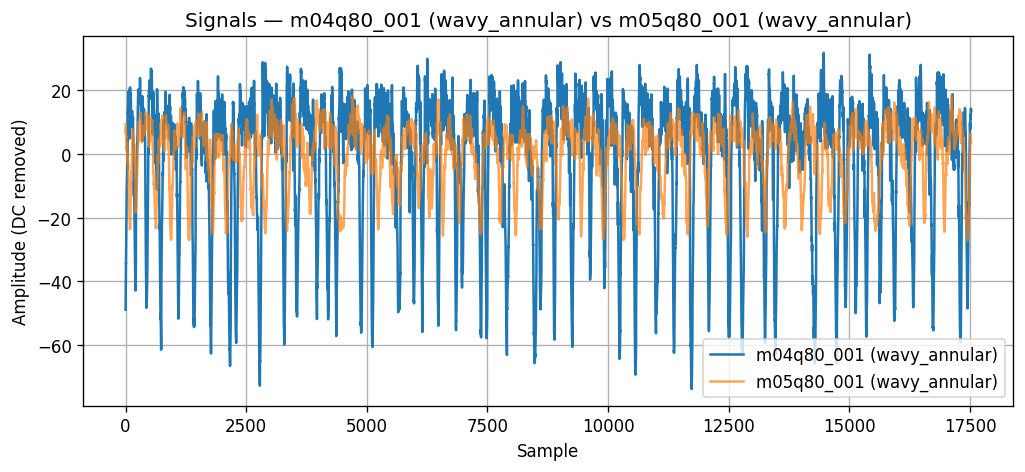 Signals — m04q80_001 (wavy_annular) vs m05q80_001 (wavy_annular)
Amplitude (DC removed)
20
0
−20
−40
−60
0 2500 5000 7500 10000 12500 15000 17500
Sample
m04q80_001 (wavy_annular)
m05q80_001 (wavy_annular)